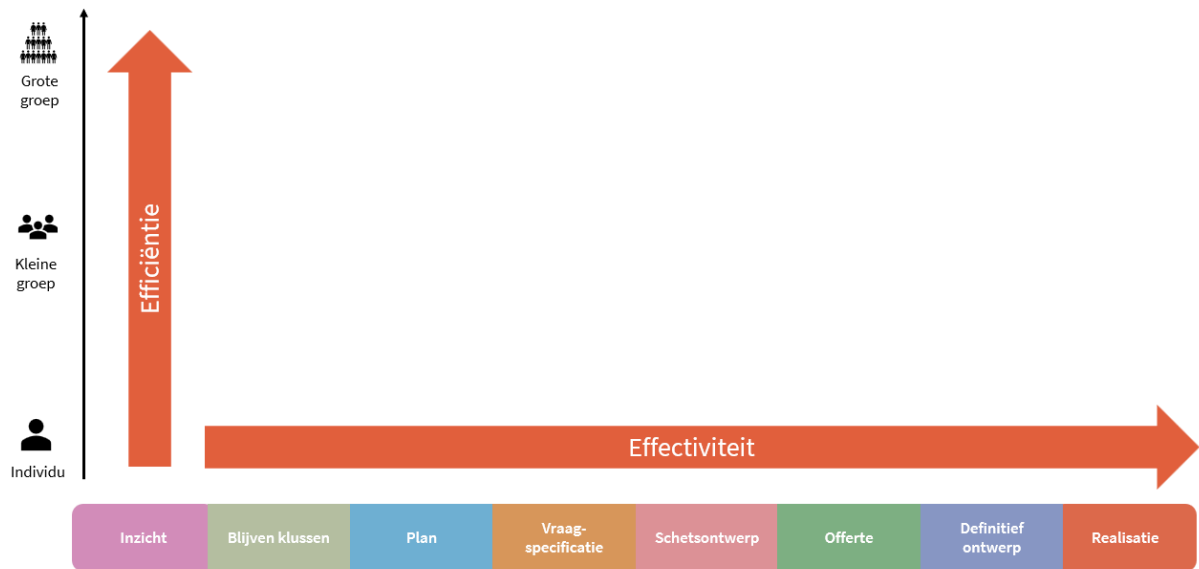 Grote
groep
Efficiëntie
Kleine
groep
Individu
Effectiviteit
Inzicht
Blijven klussen
Plan
Vraag-
specificatie
Schetsontwerp
Offerte
Definitief
ontwerp
Realisatie